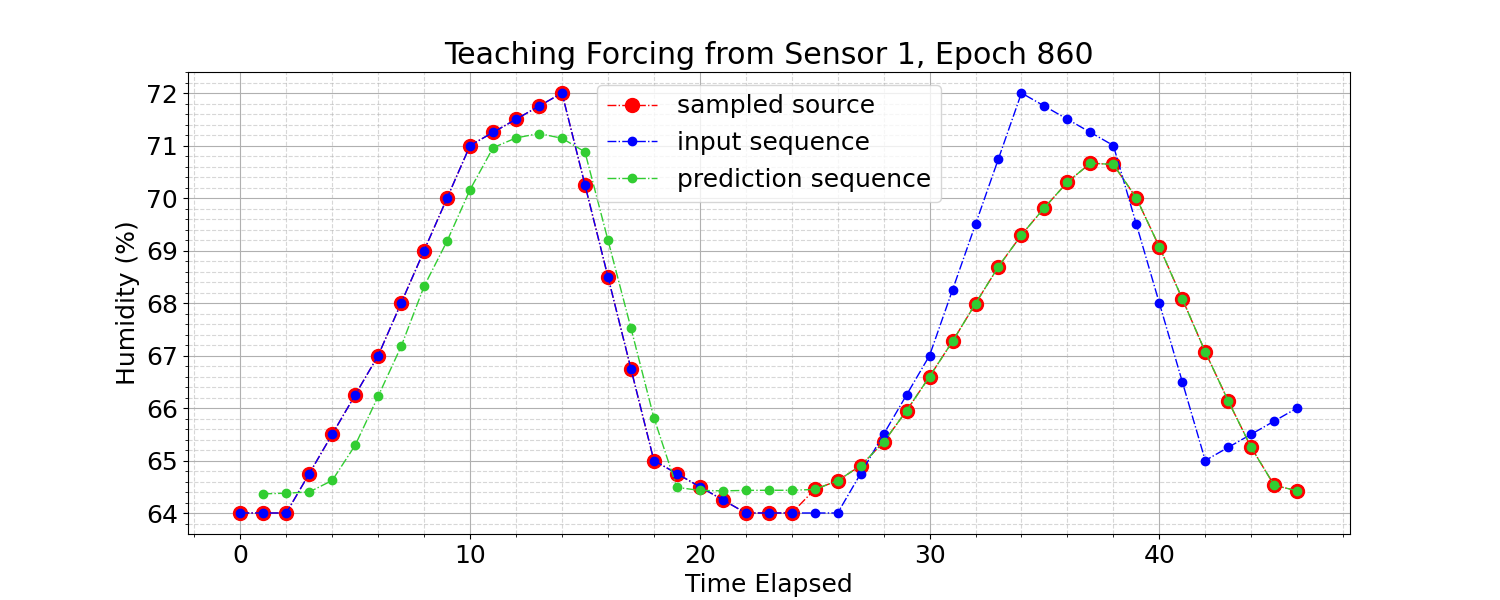 Teaching Forcing from Sensor 1, Epoch 860
sampled source
input sequence
prediction sequence
Humidity (%)
72
71
70
69
68
67
66
65
64
0 10 20 30 40
Time Elapsed